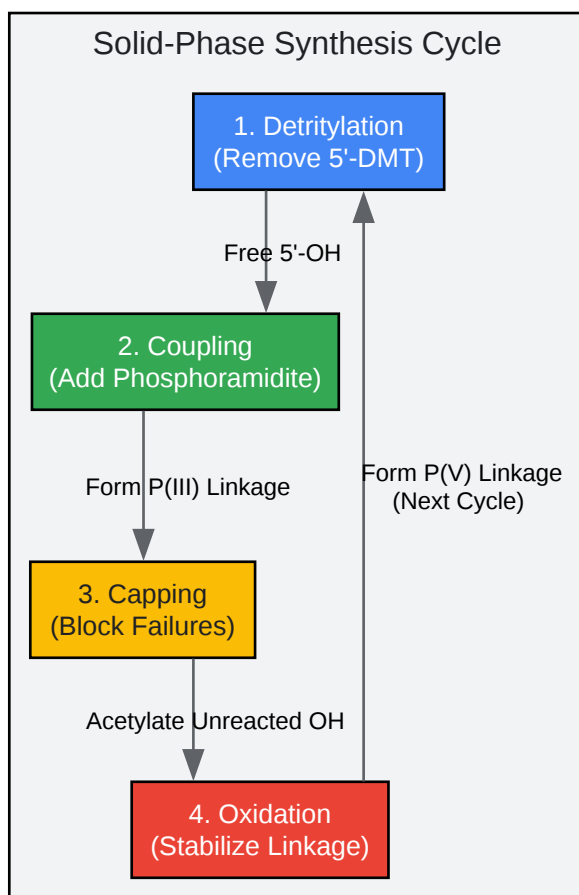 Solid-Phase Synthesis Cycle
1. Detritylation
(Remove 5'-DMT)
Free 5'-OH
2. Coupling
(Add Phosphoramidite)
Form P(III) Linkage
Form P(V) Linkage
(Next Cycle)
3. Capping
(Block Failures)
Acetylate Unreacted OH
4. Oxidation
(Stabilize Linkage)